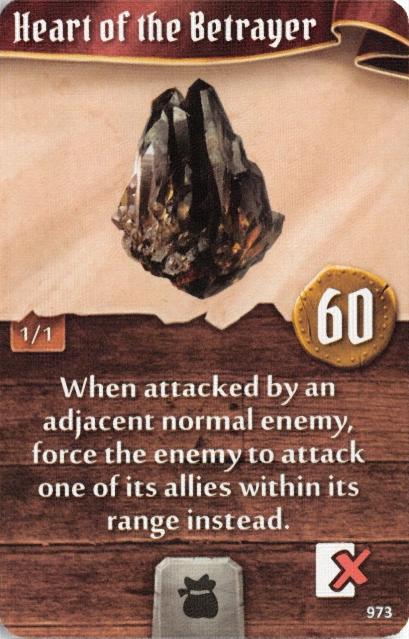 Heart of the Betrayer
60
1/1
When attacked by an
adjacent normal enemy,
force the enemy to attack
one of its allies within its
range instead.
973